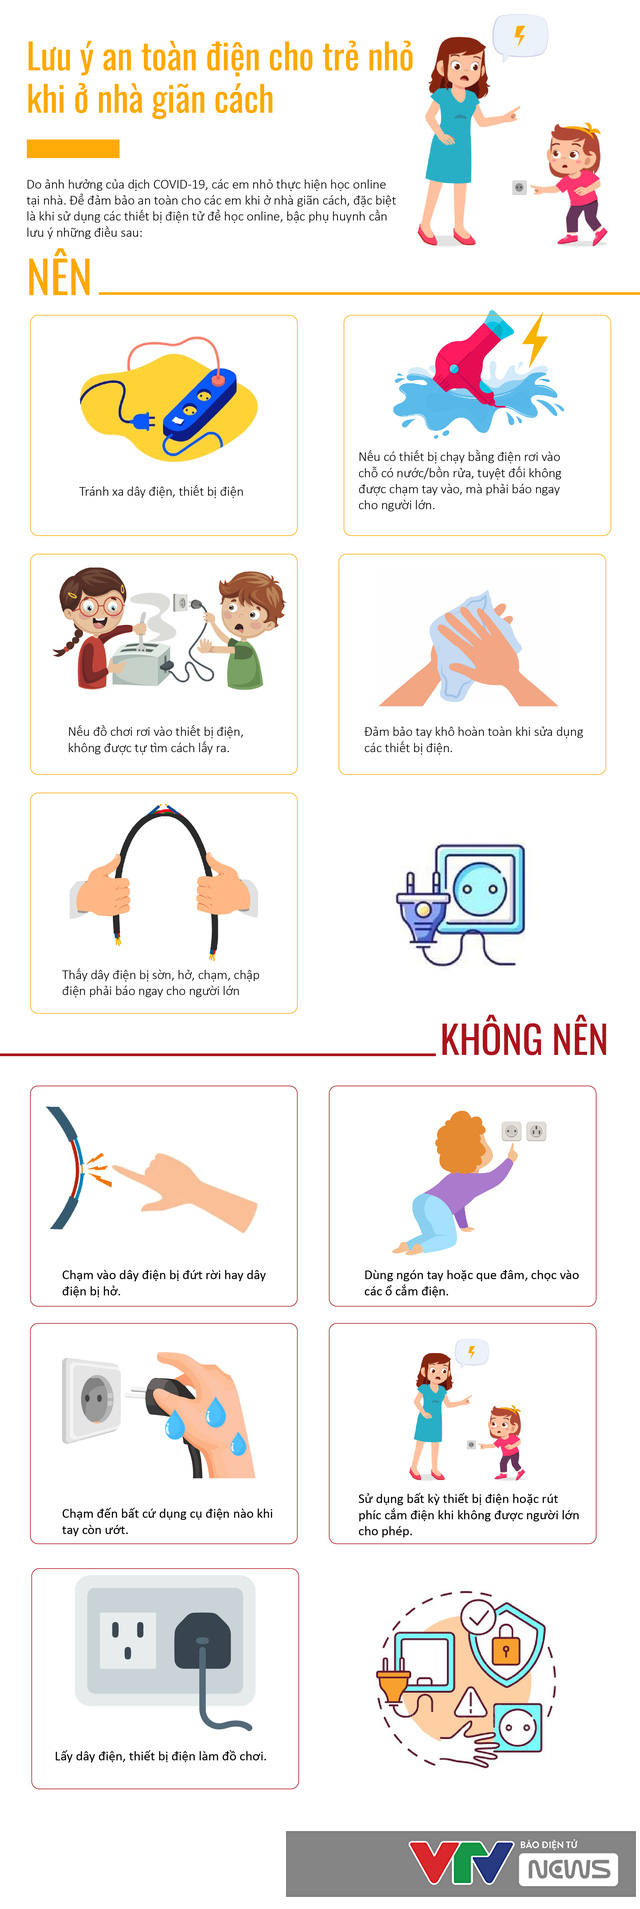 Lưu ý an toàn điện cho trẻ nhỏ
khi ở nhà giãn cách
Do ảnh hưởng của dịch COVID-19, các em nhỏ thực hiện học online
tại nhà. Để đảm bảo an toàn cho các em khi ở nhà giãn cách, đặc biệt
là khi sử dụng các thiết bị điện tử để học online, bậc phụ huynh cần
lưu ý những điều sau:
NÊN
Tránh xa dây điện, thiết bị điện
Nếu có thiết bị chạy bằng điện rơi vào
chỗ có nước/bồn rửa, tuyệt đối không
được chạm tay vào, mà phải báo ngay
cho người lớn.
Nếu đồ chơi rơi vào thiết bị điện,
không được tự tìm cách lấy ra.
Đảm bảo tay khô hoàn toàn khi sửa dụng
các thiết bị điện.
Thấy dây điện bị sờn, hở, chạm, chập
điện phải báo ngay cho người lớn
KHÔNG NÊN
Chạm vào dây điện bị đứt rời hay dây
điện bị hở.
Dùng ngón tay hoặc que đâm, chọc vào
các ổ cắm điện.
Chạm đến bất cứ dụng cụ điện nào khi
tay còn ướt.
Sử dụng bất kỳ thiết bị điện hoặc rút
phíc cắm điện khi không được người lớn
cho phép.
Lấy dây điện, thiết bị điện làm đồ chơi.
VTV BÁO ĐIỆN TỬ
NEWS